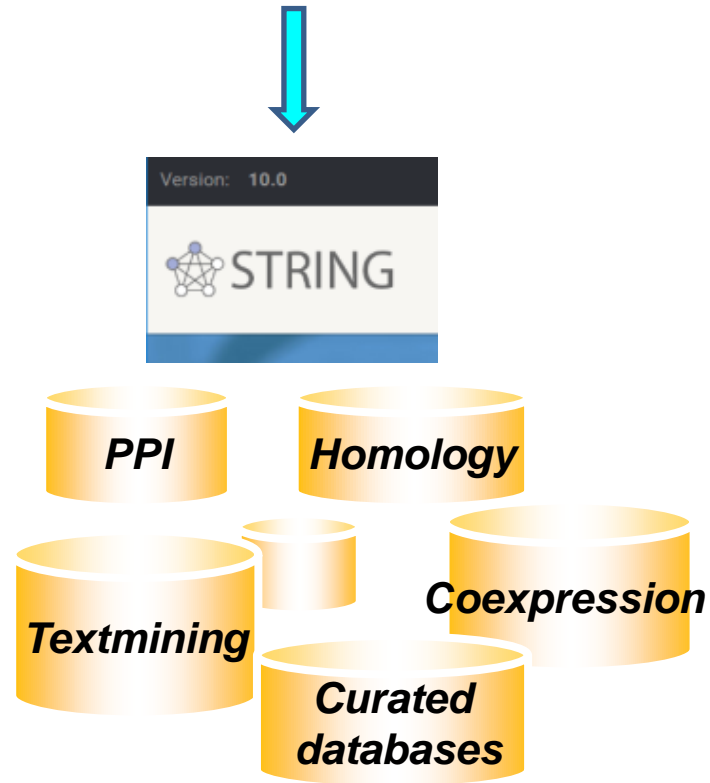 Version: 10.0
STRING
PPI
Homology
Coexpression
Textmining
Curated
databases